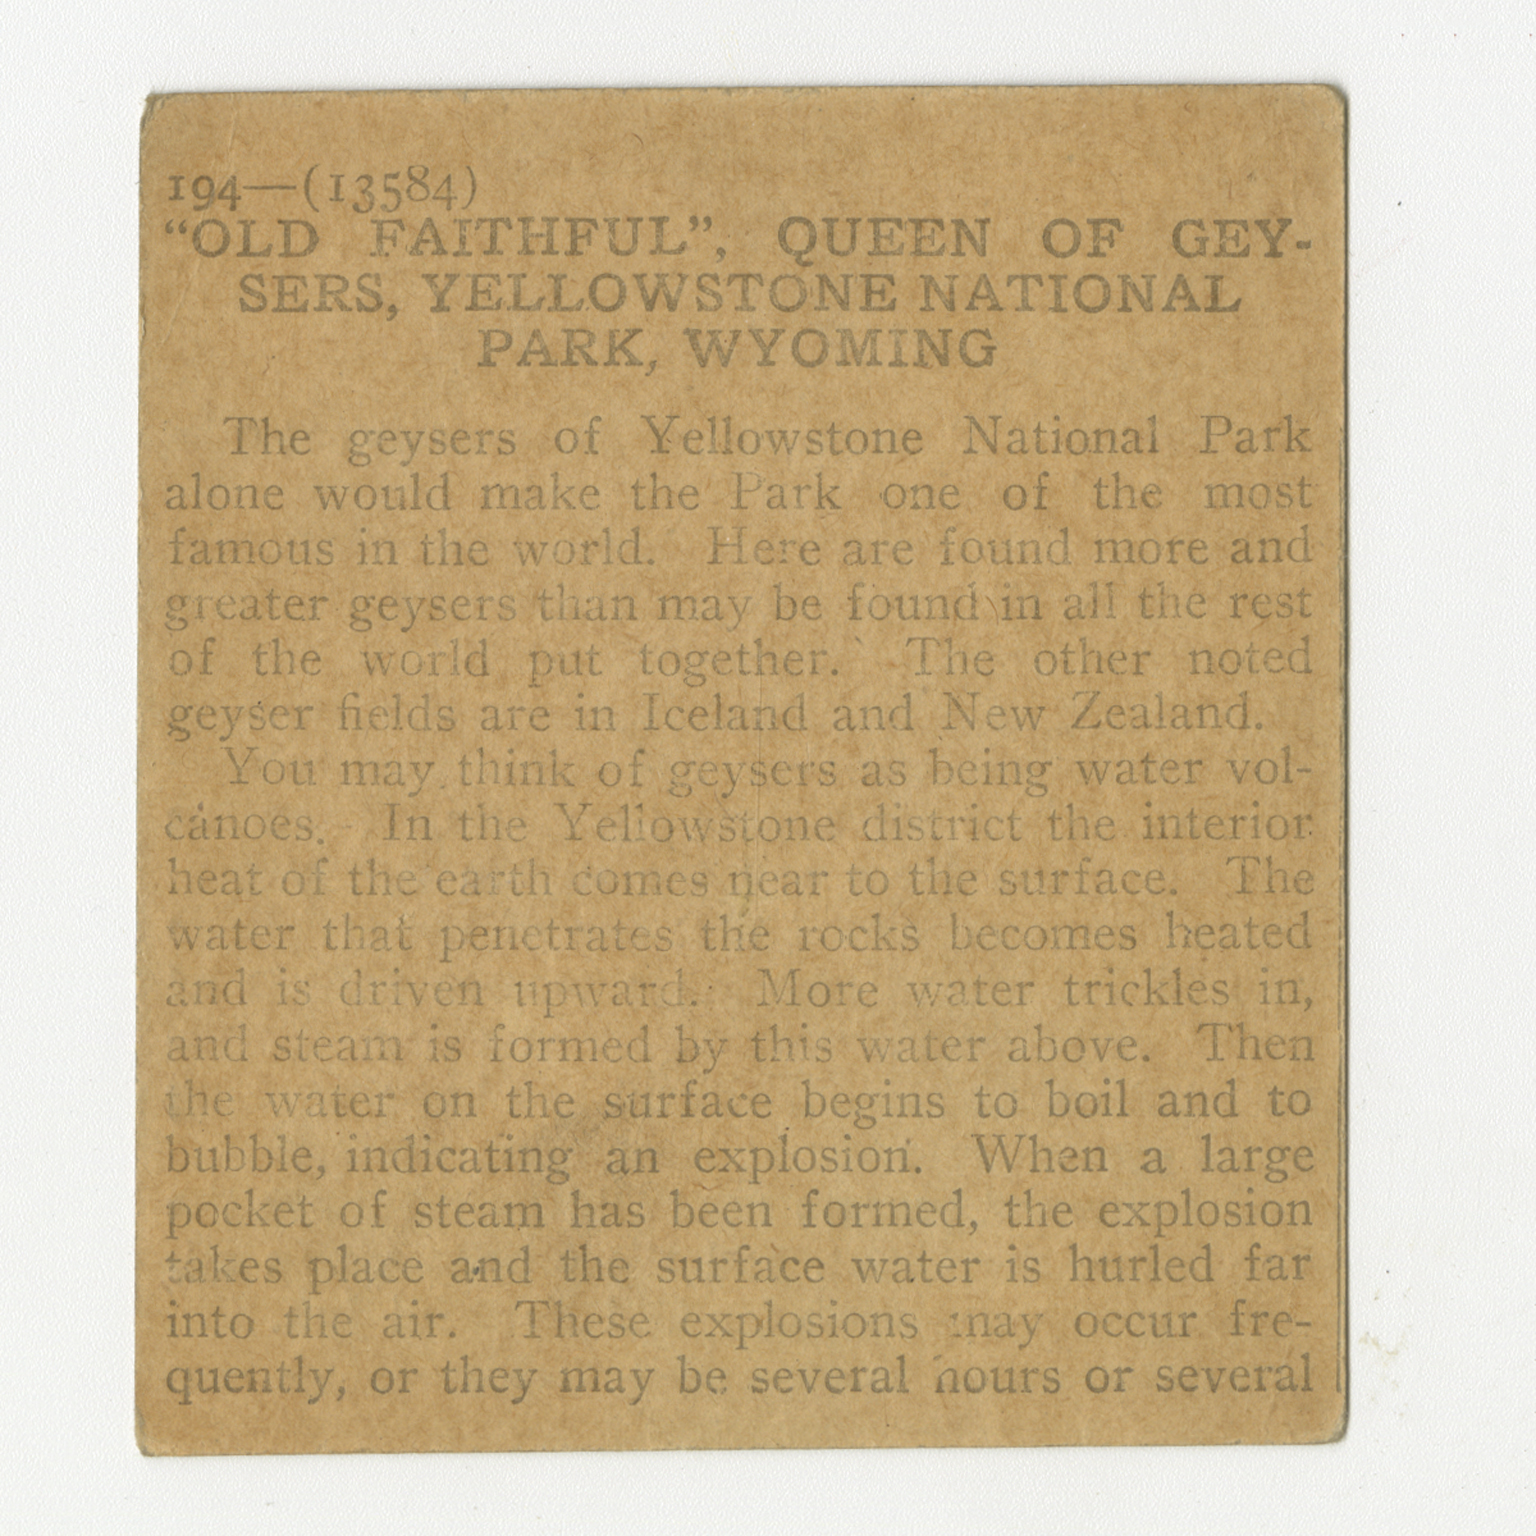 194—(13584)
“OLD FAITHFUL”, QUEEN OF GEY-
SERS, YELLOWSTONE NATIONAL
PARK, WYOMING
The geysers of Yellowstone National Park
alone would make the Park one of the most
famous in the world. Here are found more and
greater geysers than may be found in all the rest
of the world put together. The other noted
geyser fields are in Iceland and New Zealand.
You may think of geysers as being water vol-
canoes. In the Yellowstone district the interior
heat of the earth comes near to the surface. The
water that penetrates the rocks becomes heated
and is driven upward. More water trickles in,
and steam is formed by this water above. Then
the water on the surface begins to boil and to
bubble, indicating an explosion. When a large
pocket of steam has been formed, the explosion
takes place and the surface water is hurled far
into the air. These explosions may occur fre-
quently, or they may be several hours or several